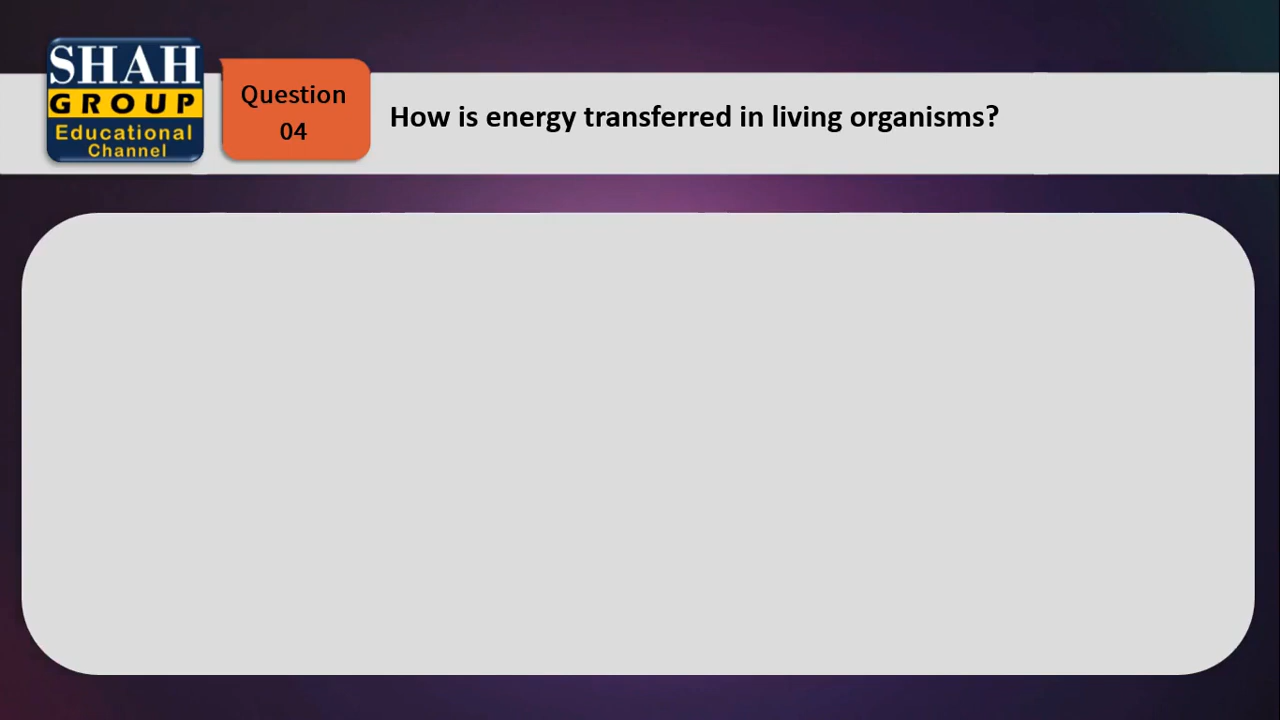 SHAH
GROUP
Educational
Channel
Question
04
How is energy transferred in living organisms?